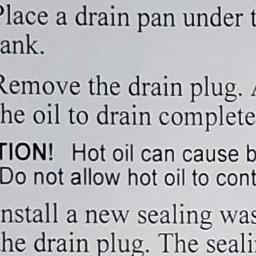 Place a drain pan under t
ank.
Remove the drain plug. A
he oil to drain complete
TION! Hot oil can cause b
Do not allow hot oil to cont
nstall a new sealing was
he drain plug. The seali